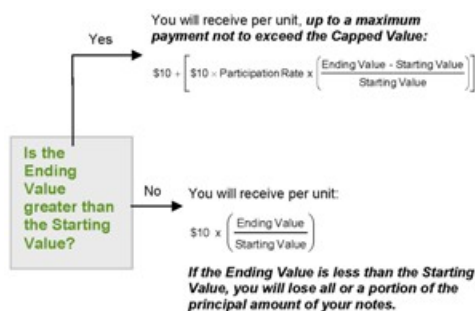 You will receive per unit, up to a maximum
payment not to exceed the Capped Value:
Yes
$10 + [ $10 × Participation Rate x ( Ending Value - Starting Value / Starting Value ) ]
Is the
Ending
Value
greater than
the Starting
Value?
No
You will receive per unit:
$10 x ( Ending Value / Starting Value )
If the Ending Value is less than the Starting
Value, you will lose all or a portion of the
principal amount of your notes.